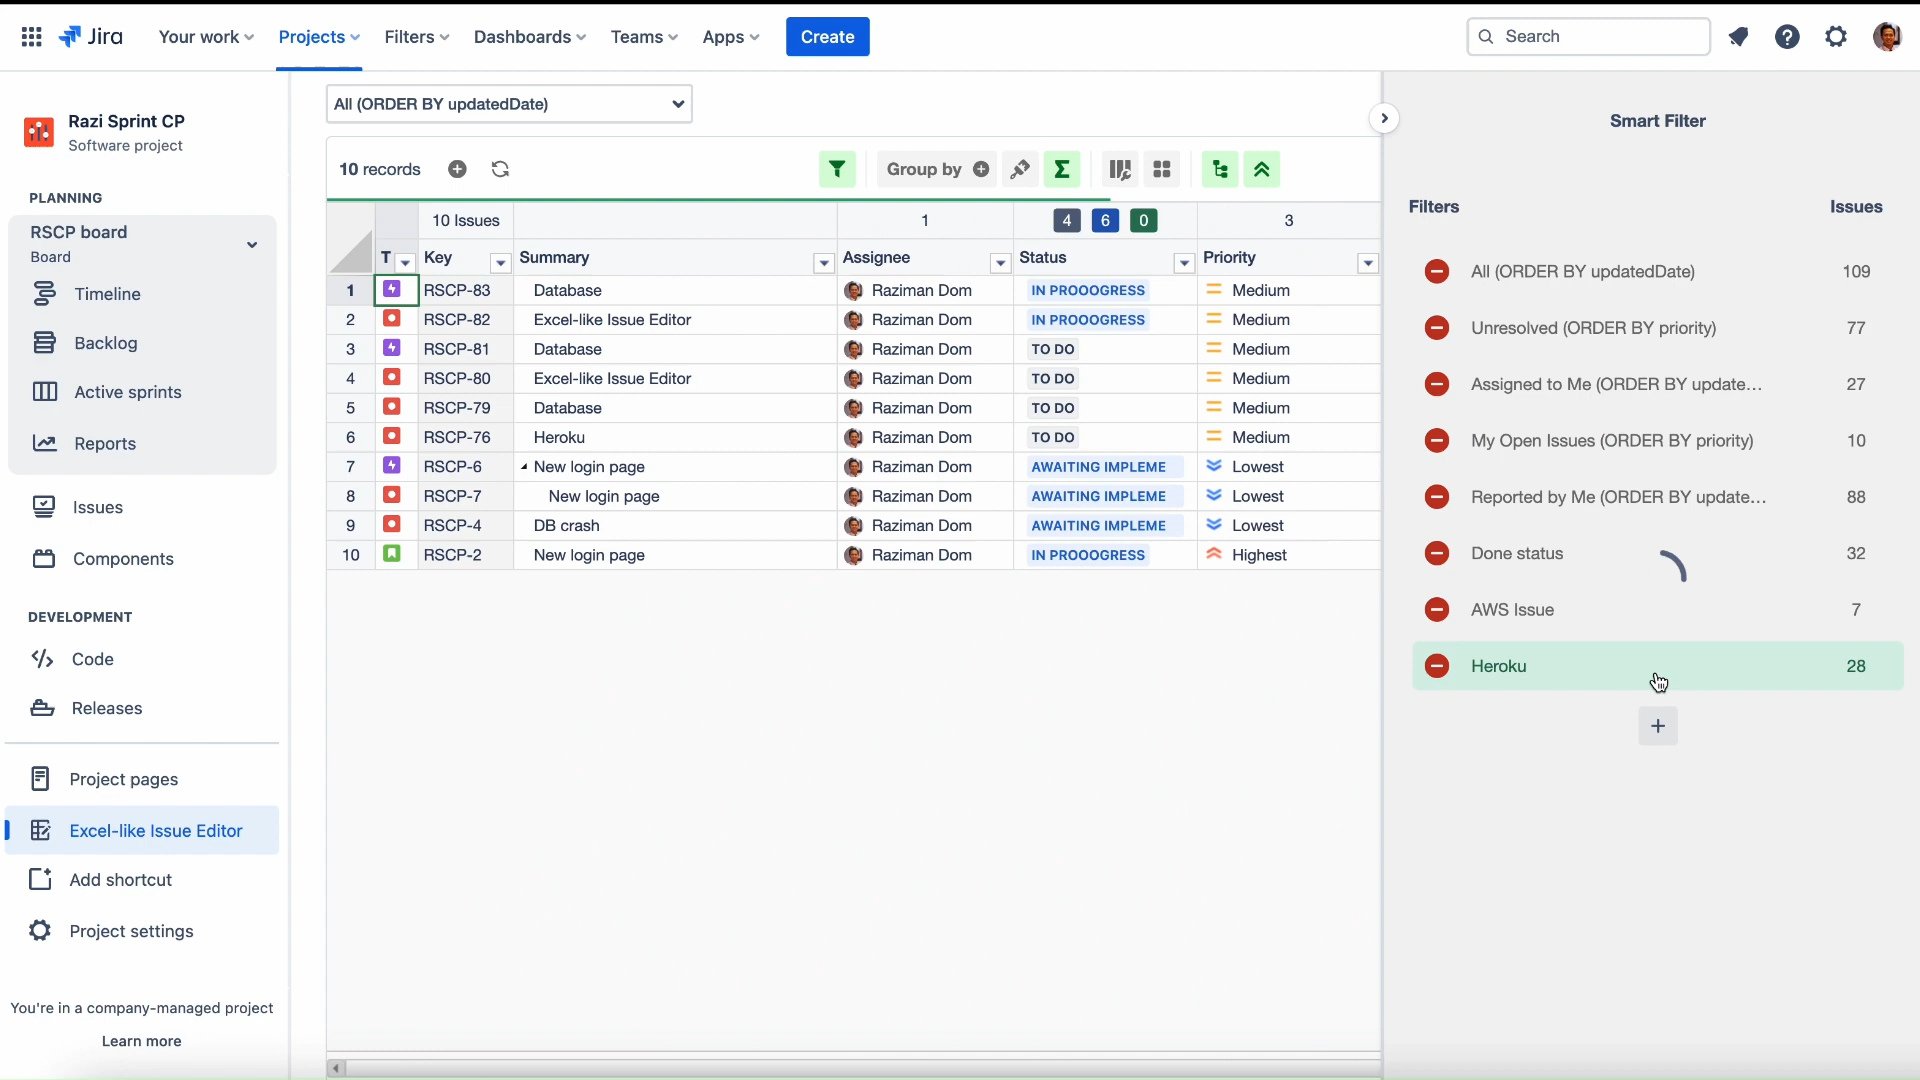 Jira
Your work
Projects
Filters
Dashboards
Teams
Apps
Create
Search
Razi Sprint CP
Software project
PLANNING
RSCP board
Board
Timeline
Backlog
Active sprints
Reports
Issues
Components
DEVELOPMENT
Code
Releases
Project pages
Excel-like Issue Editor
Add shortcut
Project settings
You're in a company-managed project
Learn more
All (ORDER BY updatedDate)
10 records
Group by
10 Issues 1 4 6 0 3
T Key Summary Assignee Status Priority
1 RSCP-83 Database Raziman Dom IN PROOOGRESS Medium
2 RSCP-82 Excel-like Issue Editor Raziman Dom IN PROOOGRESS Medium
3 RSCP-81 Database Raziman Dom TO DO Medium
4 RSCP-80 Excel-like Issue Editor Raziman Dom TO DO Medium
5 RSCP-79 Database Raziman Dom TO DO Medium
6 RSCP-76 Heroku Raziman Dom TO DO Medium
7 RSCP-6 New login page Raziman Dom AWAITING IMPLEME Lowest
8 RSCP-7 New login page Raziman Dom AWAITING IMPLEME Lowest
9 RSCP-4 DB crash Raziman Dom AWAITING IMPLEME Lowest
10 RSCP-2 New login page Raziman Dom IN PROOOGRESS Highest
Smart Filter
Filters Issues
All (ORDER BY updatedDate) 109
Unresolved (ORDER BY priority) 77
Assigned to Me (ORDER BY update... 27
My Open Issues (ORDER BY priority) 10
Reported by Me (ORDER BY update... 88
Done status 32
AWS Issue 7
Heroku 28